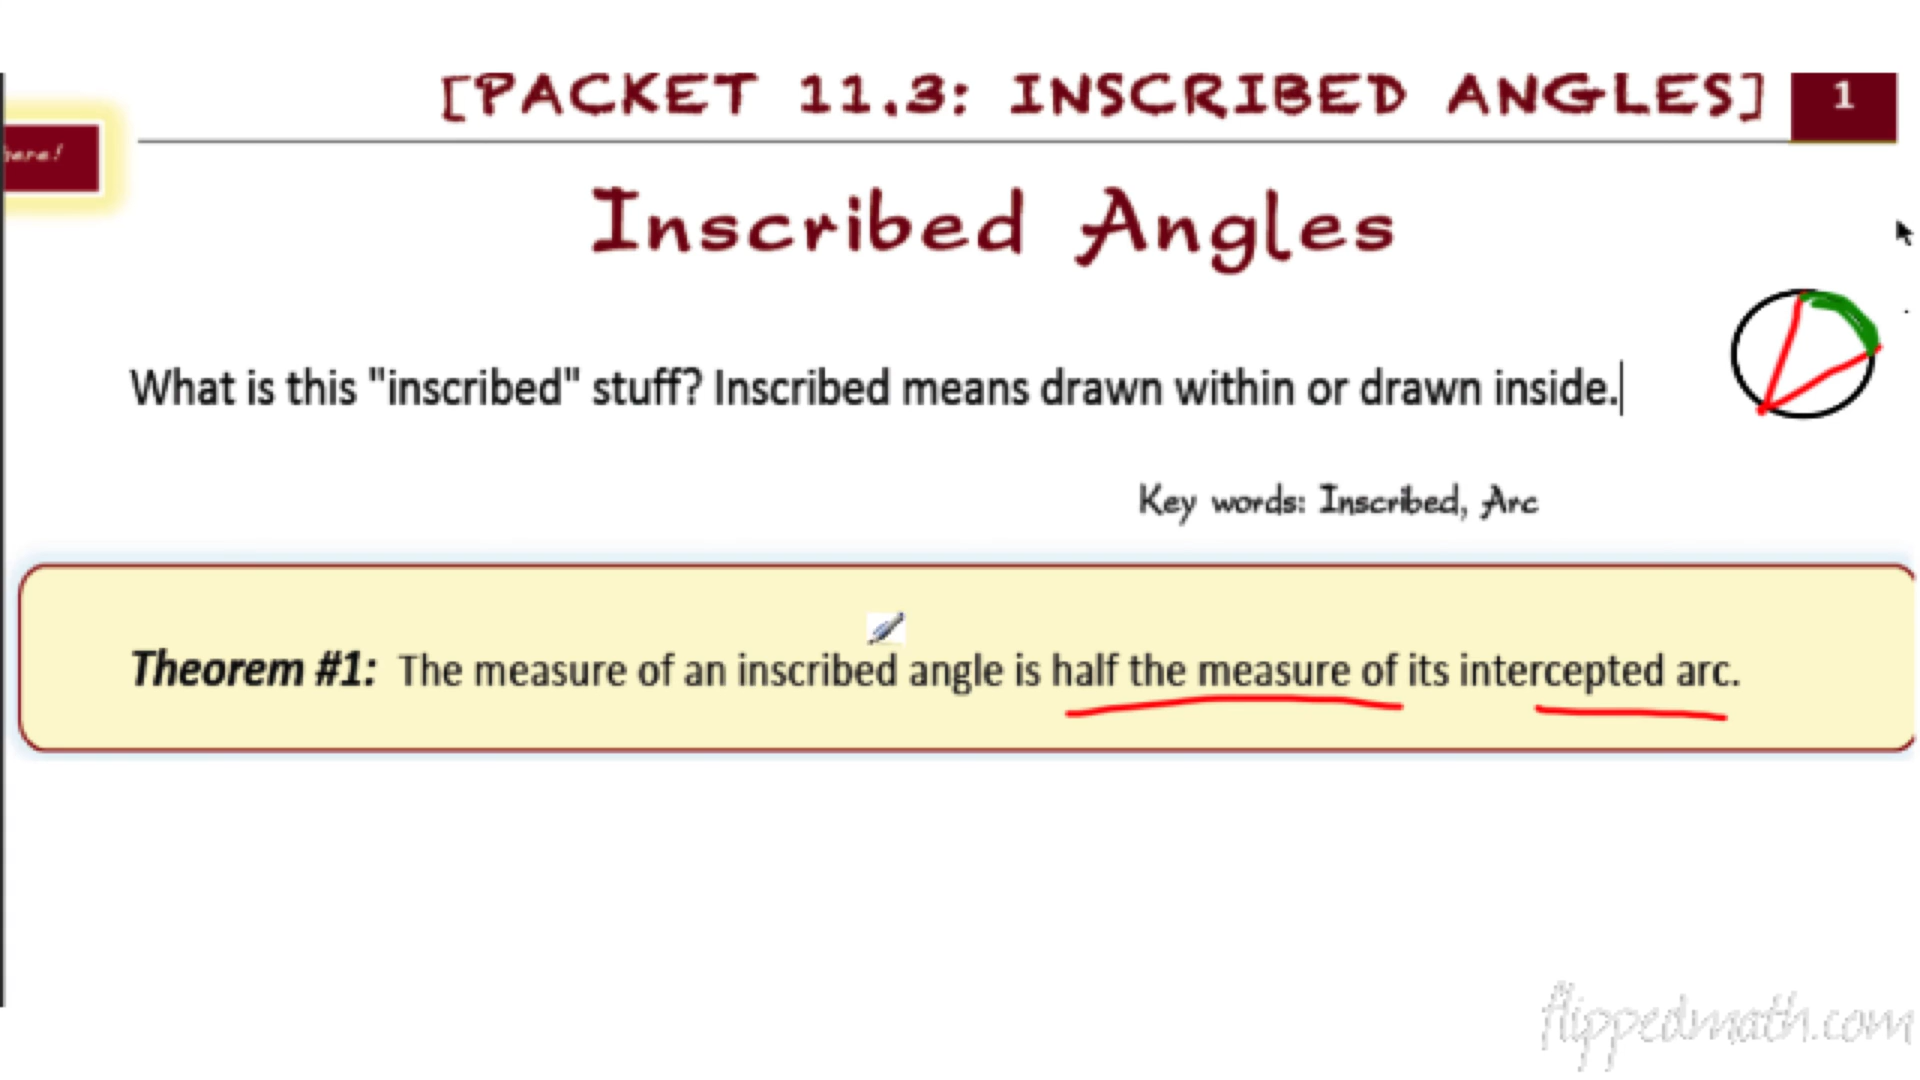 [PACKET 11.3: INSCRIBED ANGLES] 1
here!
Inscribed Angles
What is this "inscribed" stuff? Inscribed means drawn within or drawn inside.
Key words: Inscribed, Arc
Theorem #1: The measure of an inscribed angle is half the measure of its intercepted arc.
flippedmath.com